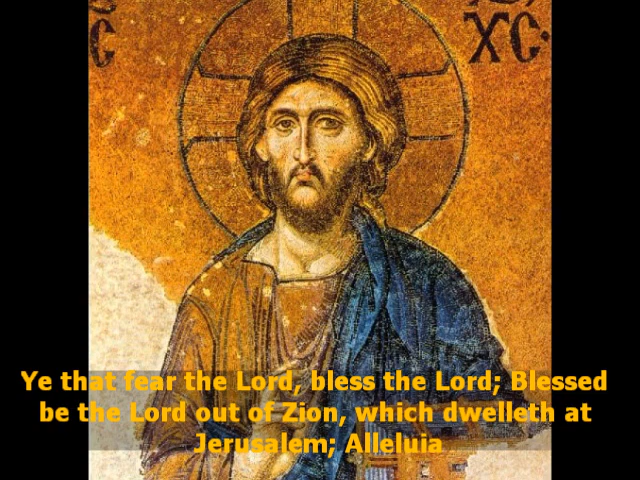 C
ΧC·
Ye that fear the Lord, bless the Lord; Blessed
be the Lord out of Zion, which dwelleth at
Jerusalem; Alleluia